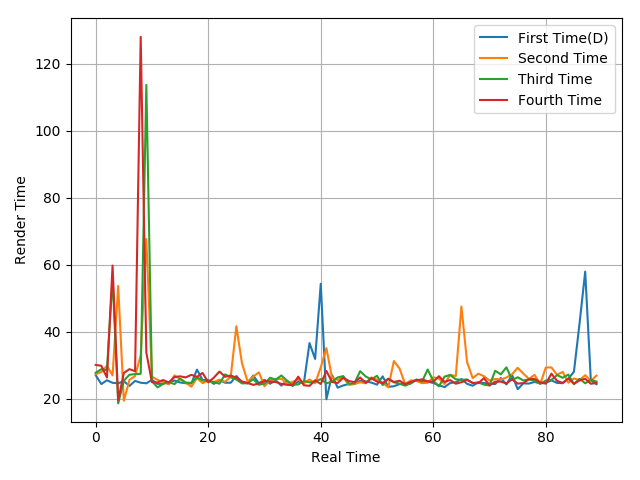 First Time(D)
Second Time
Third Time
Fourth Time
120
100
80
60
40
20
Render Time
0 20 40 60 80
Real Time